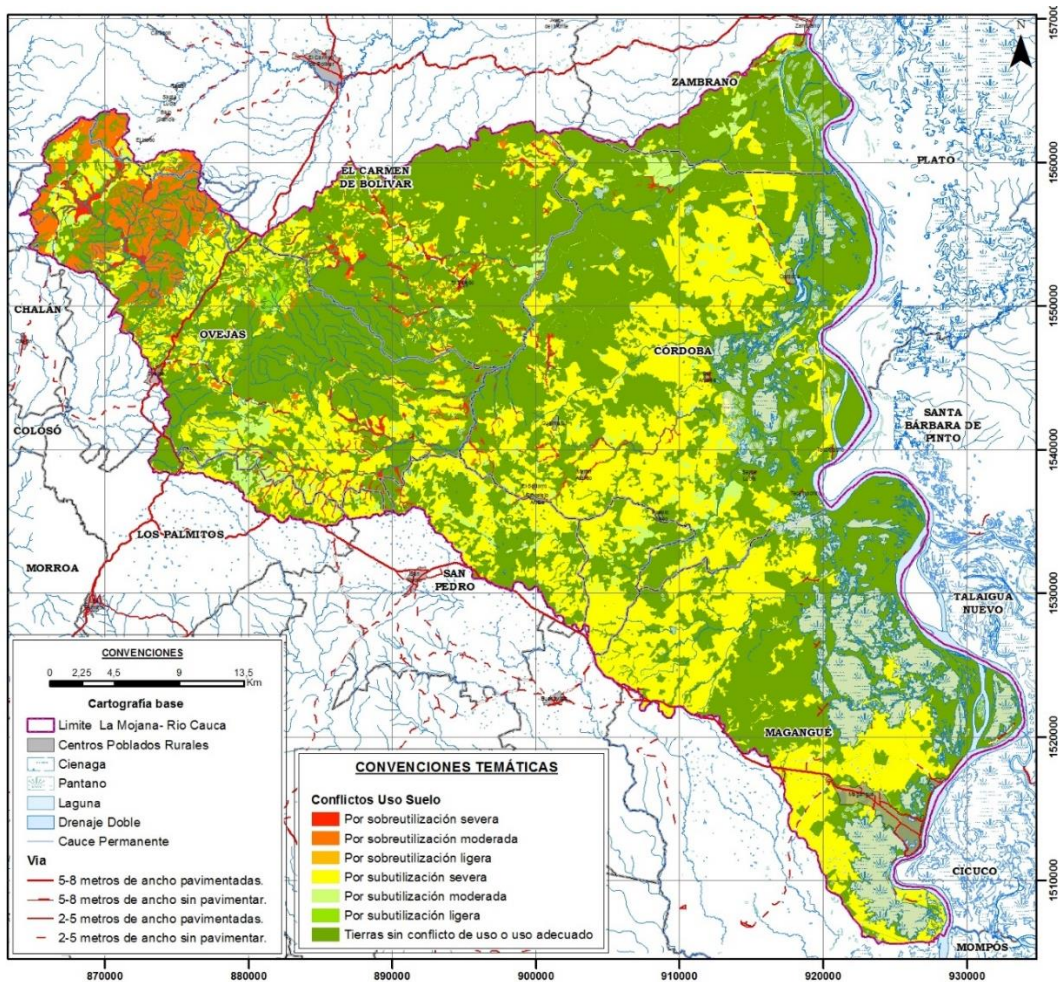 N
1570000
ZAMBRANO
PLATO
1560000
EL CARMEN
DE BOLIVAR
1550000
CHALÁN
OVEJAS
CÓRDOBA
SANTA
BÁRBARA DE
PINTO
COLOSÓ
1540000
LOS PALMITOS
MORROA
SAN
PEDRO
TALAIGUA
NUEVO
1530000
MAGANGUÉ
1520000
CICUCO
1510000
MOMPÓS
CONVENCIONES
0 2,25 4,5 9 13,5
Km
Cartografía base
Limite La Mojana- Rio Cauca
Centros Poblados Rurales
Cienaga
Pantano
Laguna
Drenaje Doble
Cauce Permanente
Via
5-8 metros de ancho pavimentadas.
5-8 metros de ancho sin pavimentar.
2-5 metros de ancho pavimentadas.
2-5 metros de ancho sin pavimentar.
CONVENCIONES TEMÁTICAS
Conflictos Uso Suelo
Por sobreutilización severa
Por sobreutilización moderada
Por sobreutilización ligera
Por subutilización severa
Por subutilización moderada
Por subutilización ligera
Tierras sin conflicto de uso o uso adecuado
870000 880000 890000 900000 910000 920000 930000